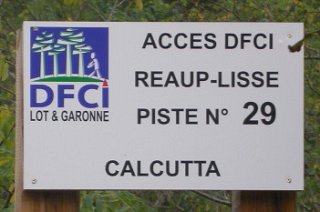 ACCES DFCI
REAUP-LISSE
PISTE N° 29
CALCUTTA
DFCI
LOT & GARONNE